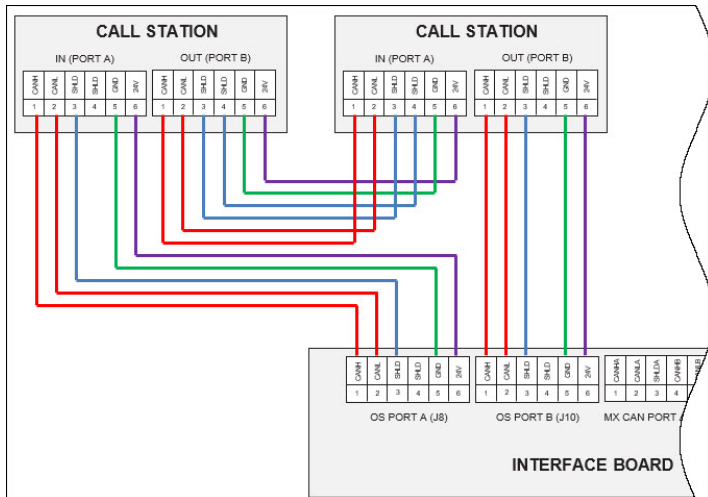 CALL STATION
IN (PORT A) OUT (PORT B)
CANH CANL SHLD SHLD GND 24V CANH CANL SHLD SHLD GND 24V
1 2 3 4 5 6 1 2 3 4 5 6
CALL STATION
IN (PORT A) OUT (PORT B)
CANH CANL SHLD SHLD GND 24V CANH CANL SHLD SHLD GND 24V
1 2 3 4 5 6 1 2 3 4 5 6
CANH CANL SHLD SHLD GND 24V CANH CANL SHLD SHLD GND 24V CANHA CANLA SHLDA CANHB CANLB
1 2 3 4 5 6 1 2 3 4 5 6 1 2 3 4
OS PORT A (J8) OS PORT B (J10) MX CAN PORT
INTERFACE BOARD